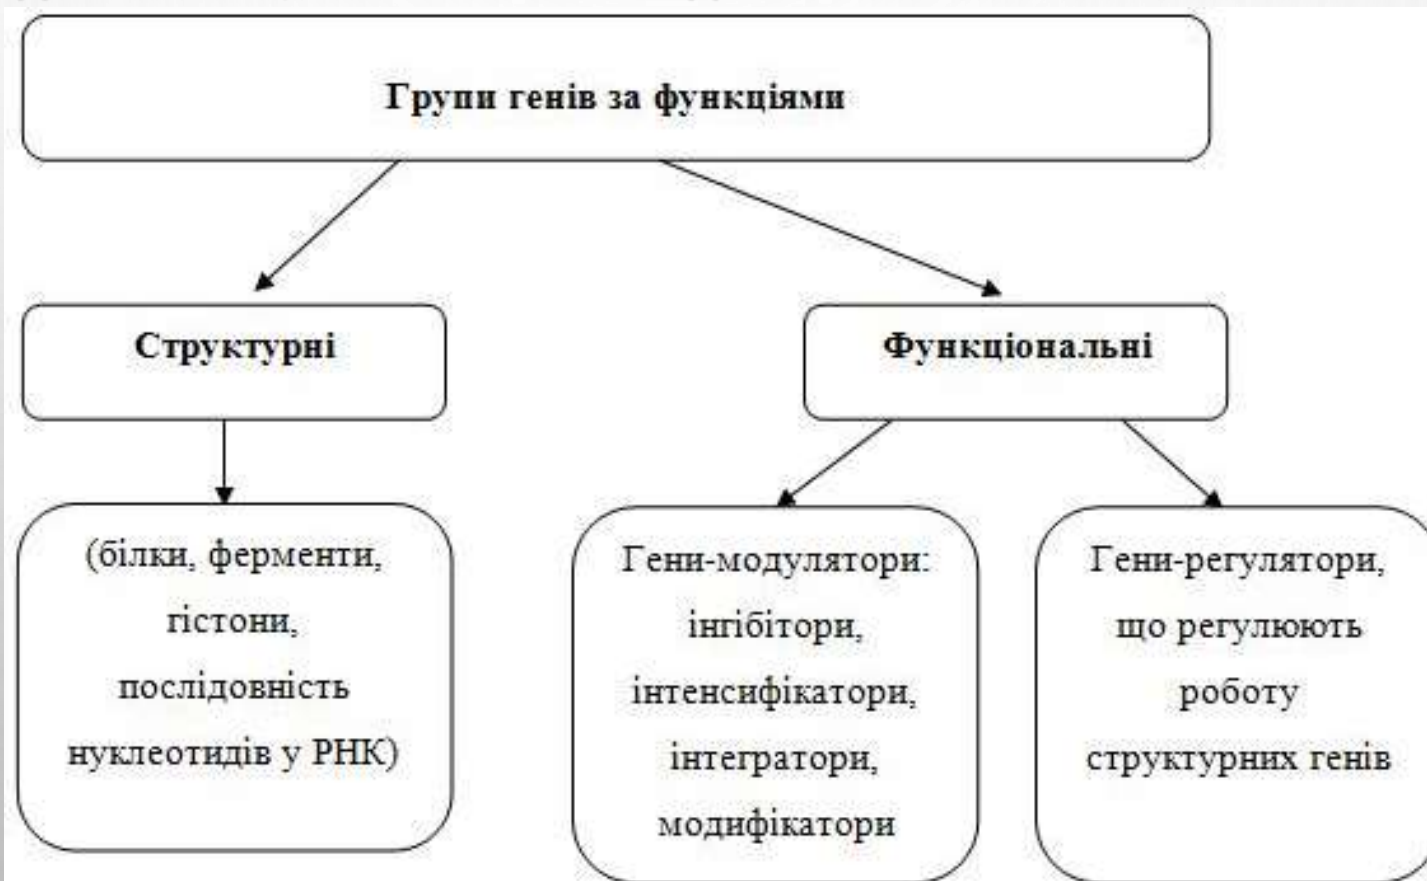 Групи генів за функціями
Структурні
Функціональні
(білки, ферменти,
гістони,
послідовність
нуклеотидів у РНК)
Гени-модулятори:
інгібітори,
інтенсифікатори,
інтегратори,
модифікатори
Гени-регулятори,
що регулюють
роботу
структурних генів